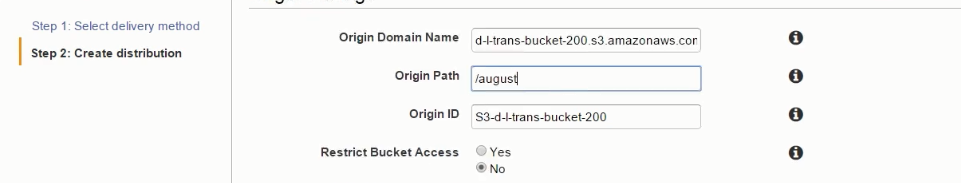 Step 1: Select delivery method
Step 2: Create distribution
Origin Domain Name d-l-trans-bucket-200.s3.amazonaws.com
Origin Path /august
Origin ID S3-d-l-trans-bucket-200
Restrict Bucket Access Yes
No